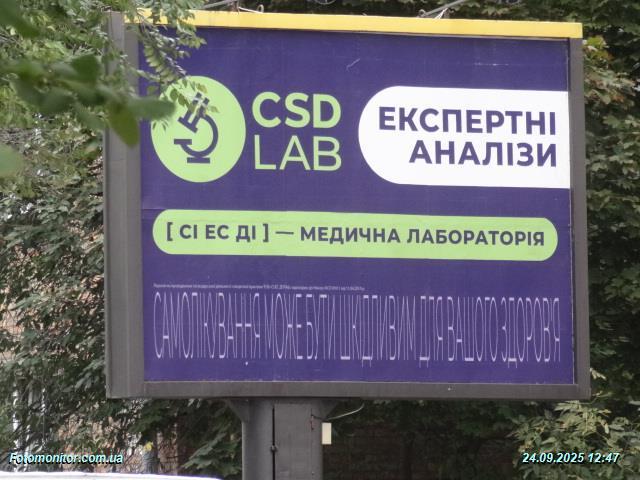 CSD
LAB
ЕКСПЕРТНІ
АНАЛІЗИ
[ СІ ЕС ДІ ] — МЕДИЧНА ЛАБОРАТОРІЯ
САМОЛІКУВАННЯ МОЖЕ БУТИ ШКІДЛИВИМ ДЛЯ ВАШОГО ЗДОРОВ'Я
Fotomonitor.com.ua
24.09.2025 12:47